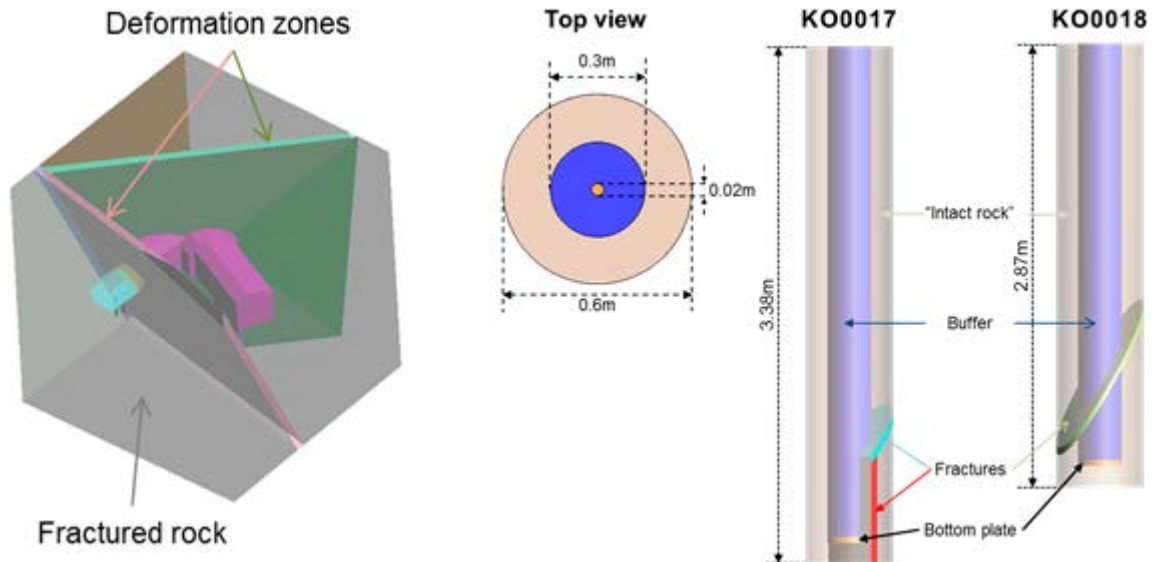 Deformation zones
Fractured rock
Top view
0.3m
0.02m
0.6m
KO0017
KO0018
3.38m
2.87m
"Intact rock"
Buffer
Fractures
Bottom plate